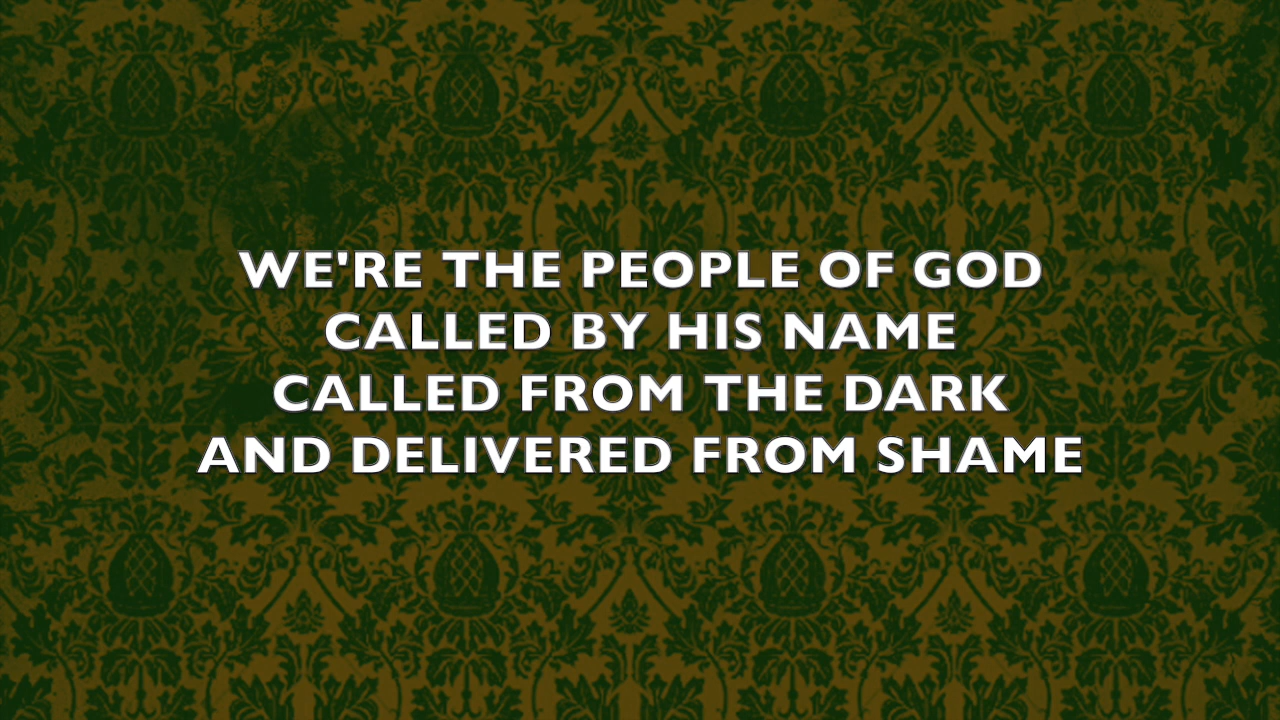 WE'RE THE PEOPLE OF GOD
CALLED BY HIS NAME
CALLED FROM THE DARK
AND DELIVERED FROM SHAME